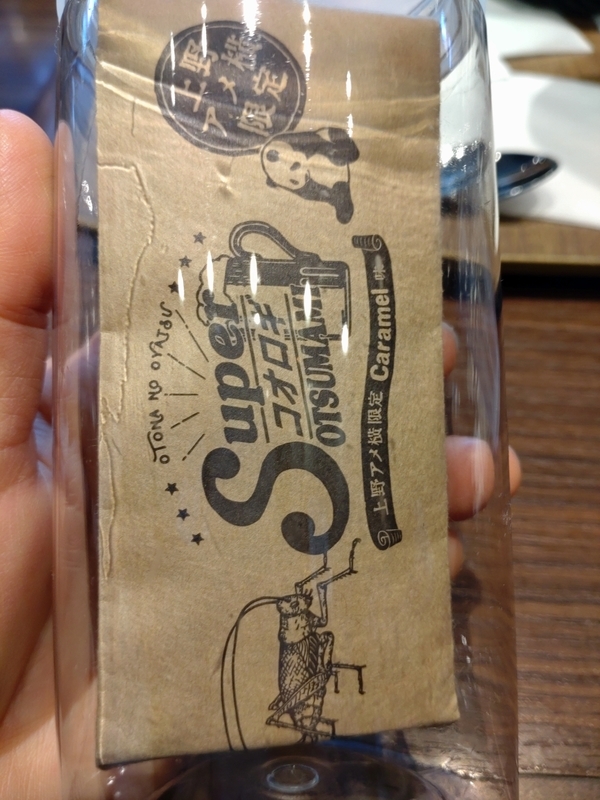 上野
アメ横
限定
OTONA NO OYATSU
Super
コオロギ
OTSUMAMI
上野アメ横限定 Caramel 味